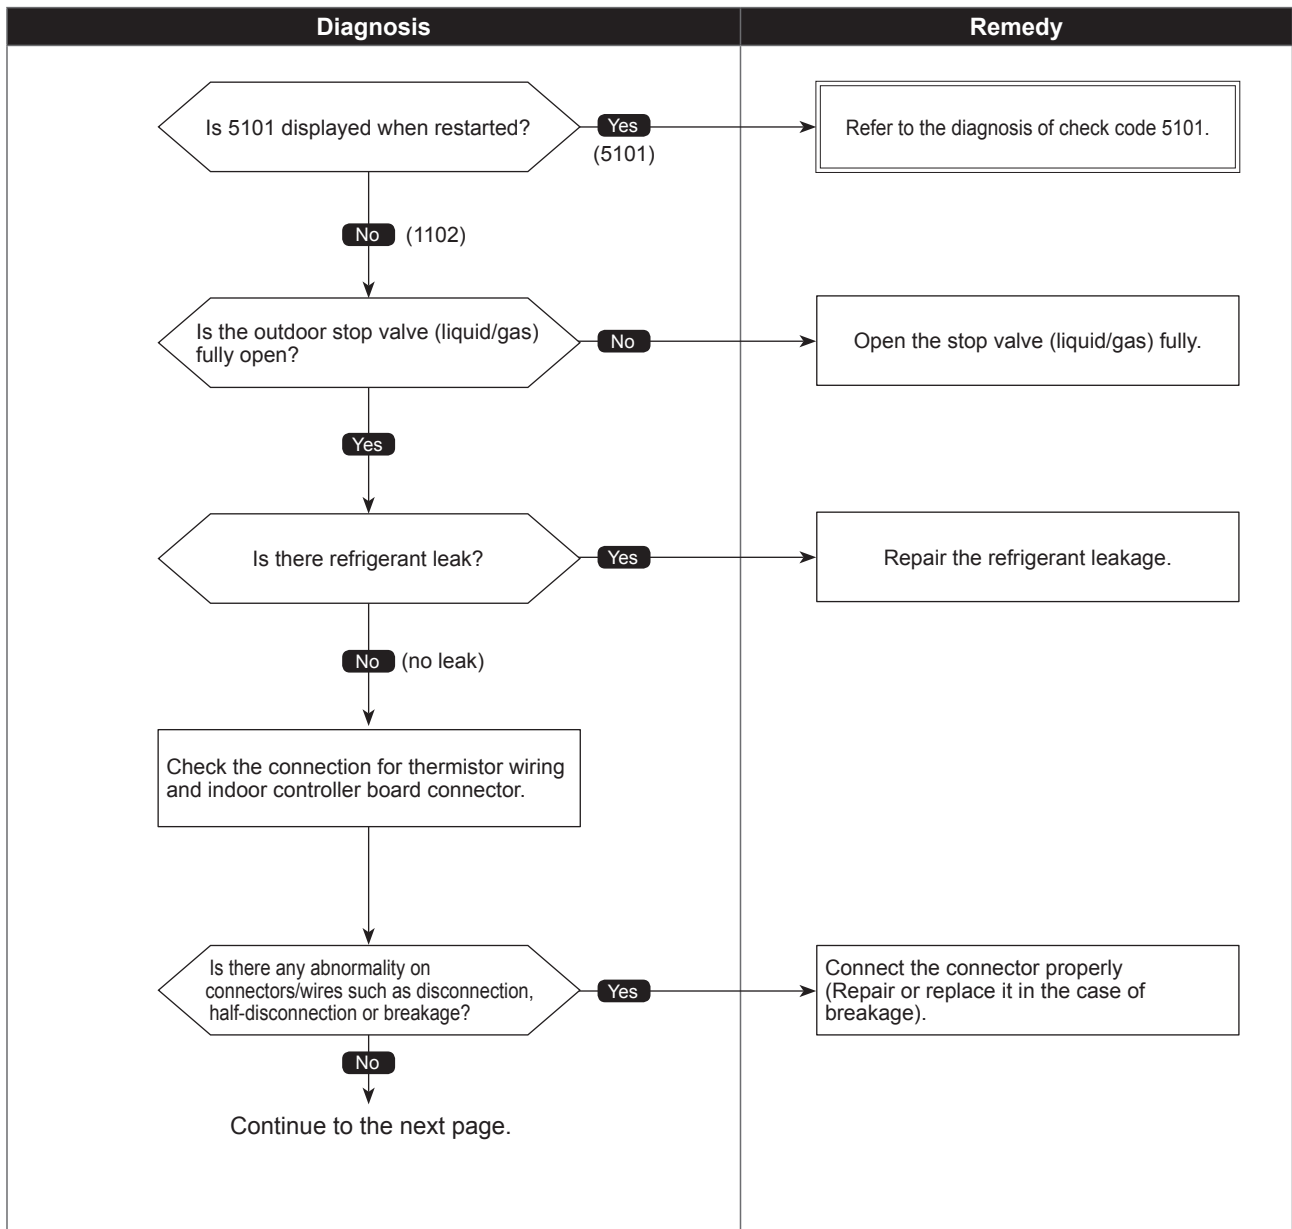 Diagnosis
Remedy
Is 5101 displayed when restarted?
Yes
(5101)
Refer to the diagnosis of check code 5101.
No (1102)
Is the outdoor stop valve (liquid/gas)
fully open?
No
Open the stop valve (liquid/gas) fully.
Yes
Is there refrigerant leak?
Yes
Repair the refrigerant leakage.
No (no leak)
Check the connection for thermistor wiring
and indoor controller board connector.
Is there any abnormality on
connectors/wires such as disconnection,
half-disconnection or breakage?
Yes
Connect the connector properly
(Repair or replace it in the case of
breakage).
No
Continue to the next page.